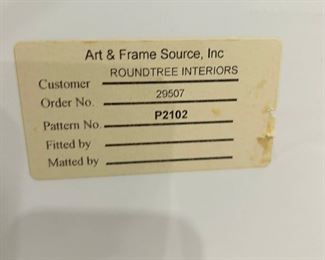 Art & Frame Source, Inc
Customer ROUNDTREE INTERIORS
Order No. 29507
Pattern No. P2102
Fitted by
Matted by